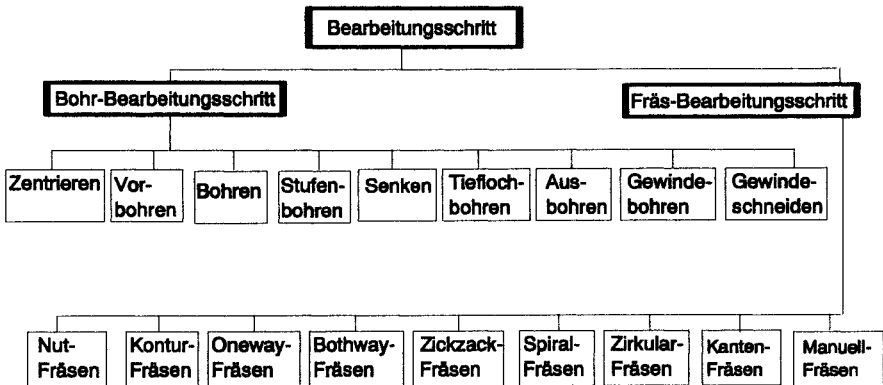 Bearbeitungsschritt
Bohr-Bearbeitungsschritt
Fräs-Bearbeitungsschritt
Zentrieren
Vor-
bohren
Bohren
Stufen-
bohren
Senken
Tiefloch-
bohren
Aus-
bohren
Gewinde-
bohren
Gewinde-
schneiden
Nut-
Fräsen
Kontur-
Fräsen
Oneway-
Fräsen
Bothway-
Fräsen
Zickzack-
Fräsen
Spiral-
Fräsen
Zirkular-
Fräsen
Kanten-
Fräsen
Manuell-
Fräsen